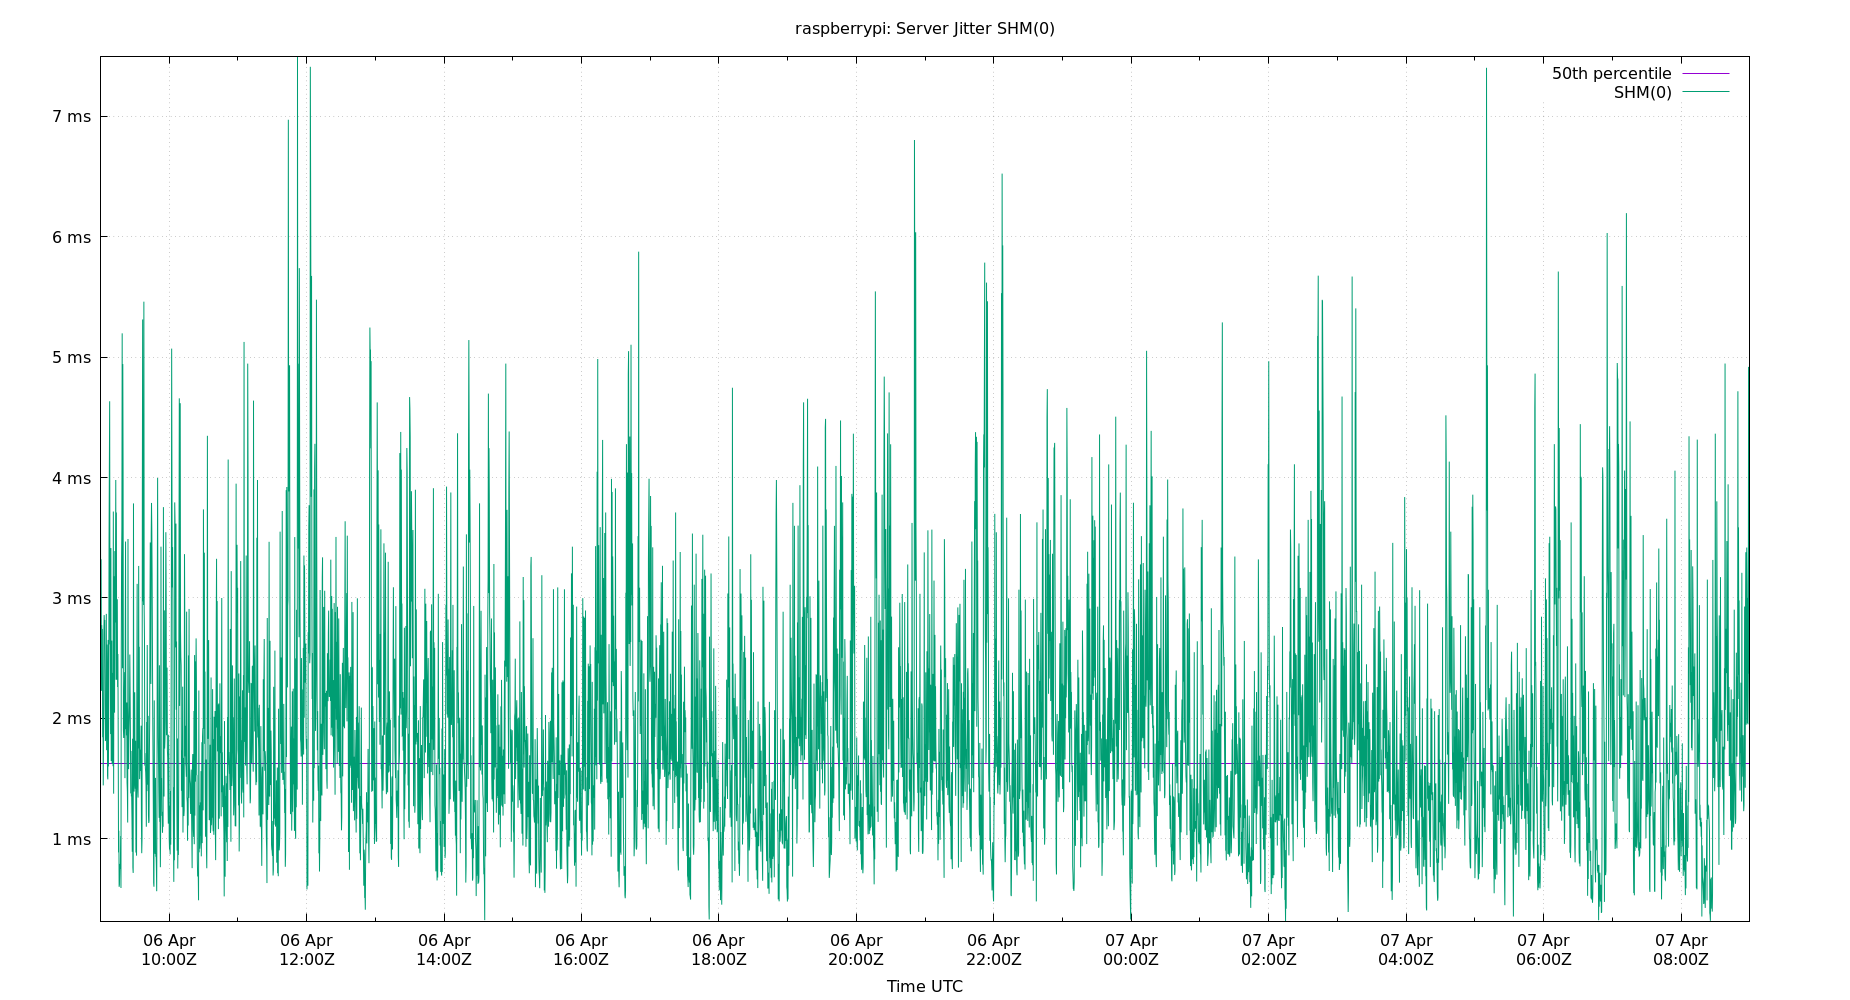 raspberrypi: Server Jitter SHM(0)
50th percentile
SHM(0)
7 ms
6 ms
5 ms
4 ms
3 ms
2 ms
1 ms
06 Apr 06 Apr 06 Apr 06 Apr 06 Apr 06 Apr 06 Apr 07 Apr 07 Apr 07 Apr 07 Apr 07 Apr
10:00Z 12:00Z 14:00Z 16:00Z 18:00Z 20:00Z 22:00Z 00:00Z 02:00Z 04:00Z 06:00Z 08:00Z
Time UTC